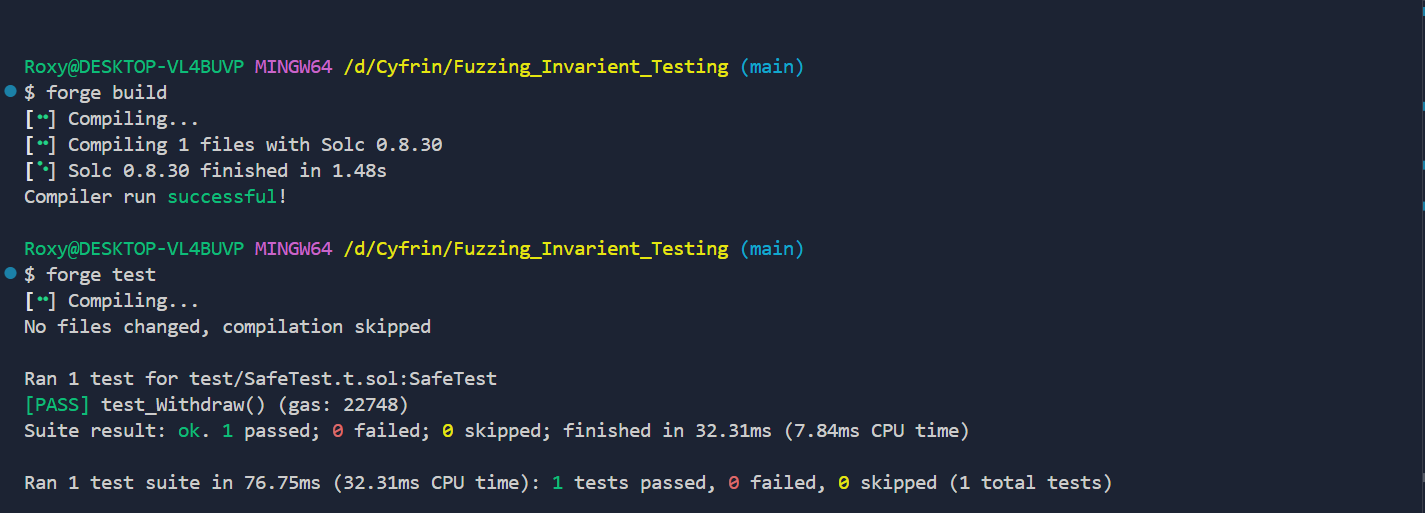 Roxy@DESKTOP-VL4BUVP MINGW64 /d/Cyfrin/Fuzzing_Invarient_Testing (main)
$ forge build
[⠒] Compiling...
[⠒] Compiling 1 files with Solc 0.8.30
[⠑] Solc 0.8.30 finished in 1.48s
Compiler run successful!
Roxy@DESKTOP-VL4BUVP MINGW64 /d/Cyfrin/Fuzzing_Invarient_Testing (main)
$ forge test
[⠒] Compiling...
No files changed, compilation skipped
Ran 1 test for test/SafeTest.t.sol:SafeTest
[PASS] test_Withdraw() (gas: 22748)
Suite result: ok. 1 passed; 0 failed; 0 skipped; finished in 32.31ms (7.84ms CPU time)
Ran 1 test suite in 76.75ms (32.31ms CPU time): 1 tests passed, 0 failed, 0 skipped (1 total tests)